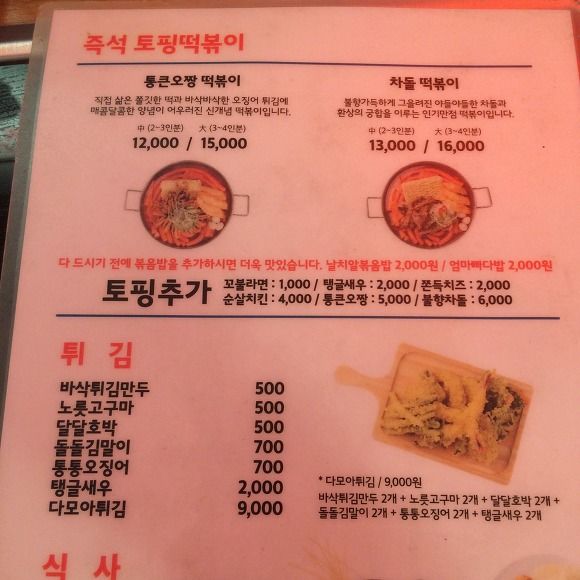 즉석 토핑떡볶이
통큰오짱 떡볶이
직접 삶은 쫄깃한 떡과 바삭바삭한 오징어 튀김에
매콤달콤한 양념이 어우러진 신개념 떡볶이입니다.
中 (2~3인분) 大 (3~4인분)
12,000 / 15,000
차돌 떡볶이
불향가득하게 그을려진 야들야들한 차돌과
환상의 궁합을 이루는 인기만점 떡볶이입니다.
中 (2~3인분) 大 (3~4인분)
13,000 / 16,000
다 드시기 전에 볶음밥을 추가하시면 더욱 맛있습니다. 날치알볶음밥 2,000원 / 엄마빠다밥 2,000원
토핑추가
꼬불라면 : 1,000 / 탱글새우 : 2,000 / 쫀득치즈 : 2,000
순살치킨 : 4,000 / 통큰오짱 : 5,000 / 불향차돌 : 6,000
튀 김
바삭튀김만두 500
노릇고구마 500
달달호박 500
돌돌김말이 700
통통오징어 700
탱글새우 2,000
다모아튀김 9,000
* 다모아튀김 / 9,000원
바삭튀김만두 2개 + 노릇고구마 2개 + 달달호박 2개 +
돌돌김말이 2개 + 통통오징어 2개 + 탱글새우 2개
식 사